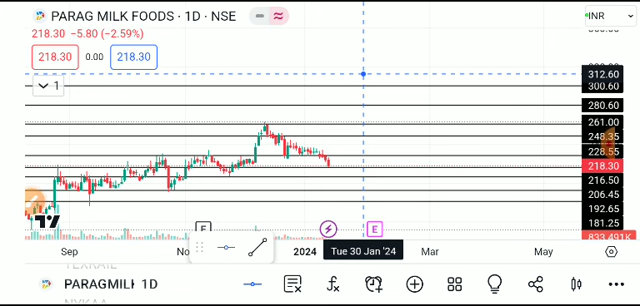 PARAG MILK FOODS · 1D · NSE
INR
218.30 −5.80 (−2.59%)
218.30 0.00 218.30
1
312.60
300.60
280.60
261.00
248.35
228.55
218.30
216.50
206.45
192.65
181.25
833.491K
E
E
Sep
No
2024
Tue 30 Jan '24
Mar
May
PARAGMILK 1D
NYKAA